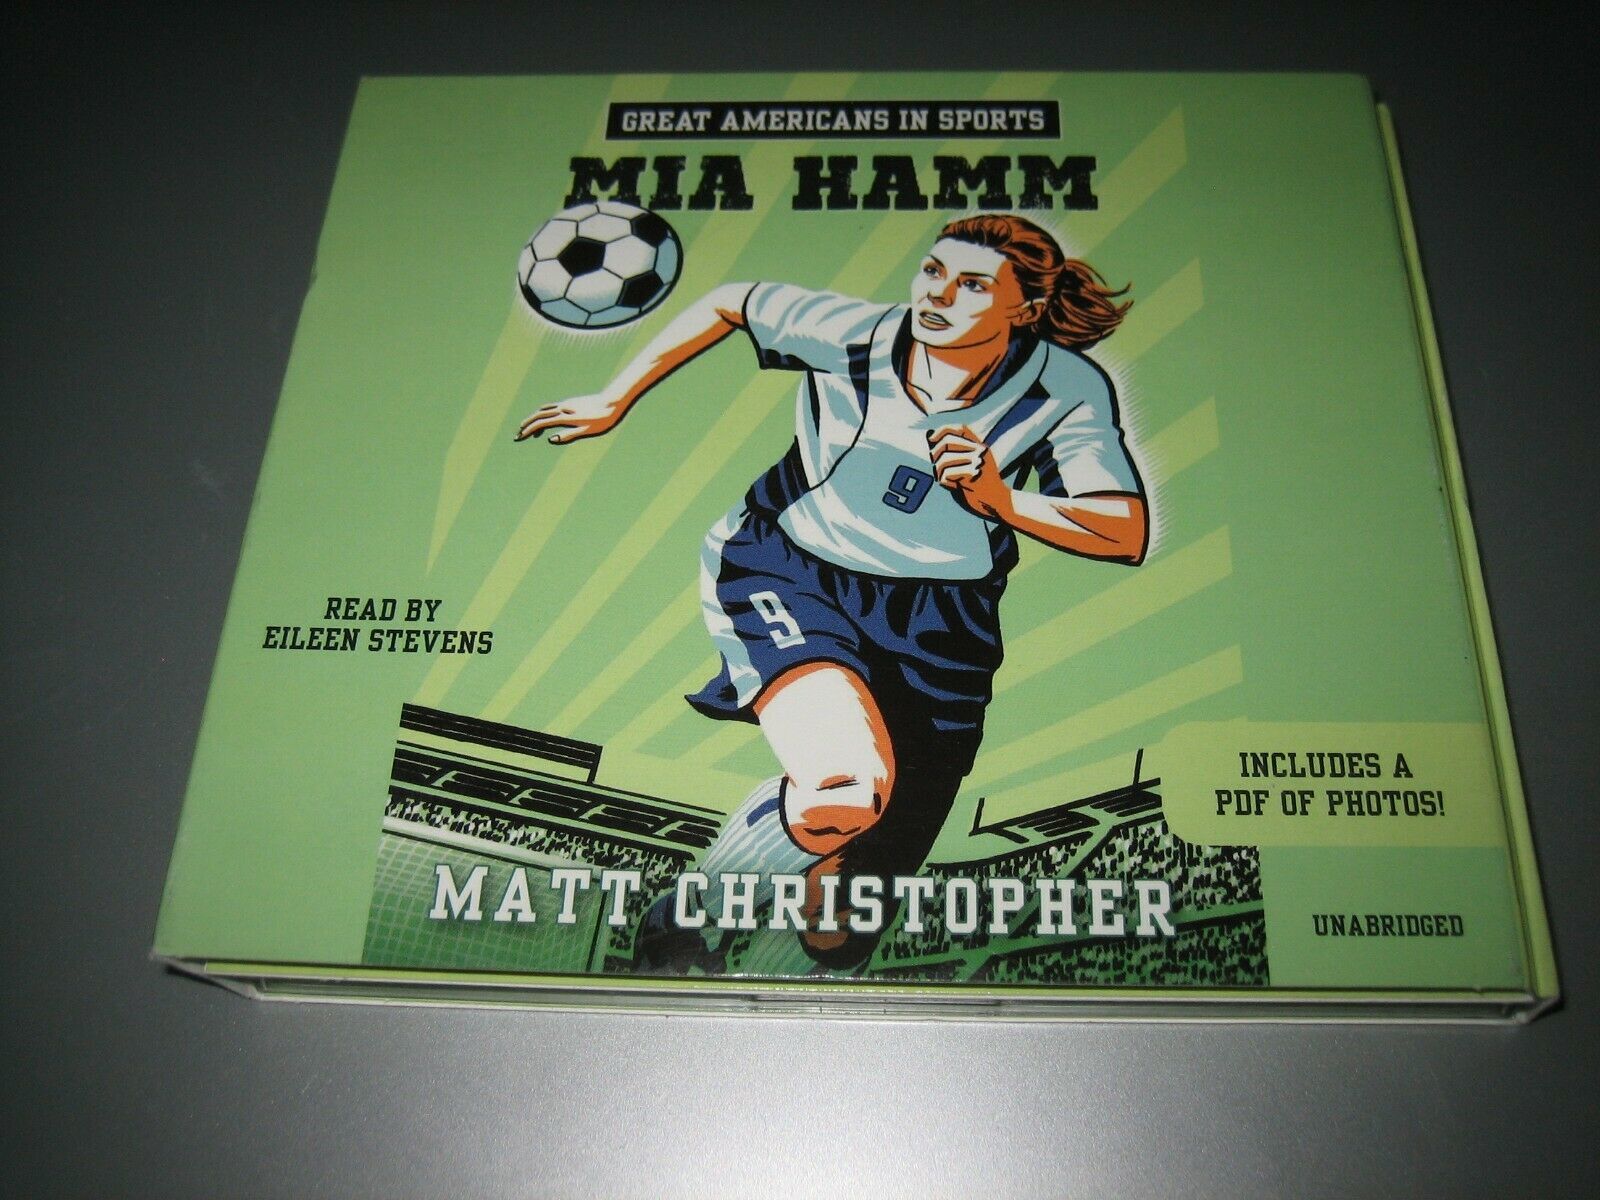 GREAT AMERICANS IN SPORTS
MIA HAMM
9
9
READ BY
EILEEN STEVENS
INCLUDES A
PDF OF PHOTOS!
MATT CHRISTOPHER
UNABRIDGED